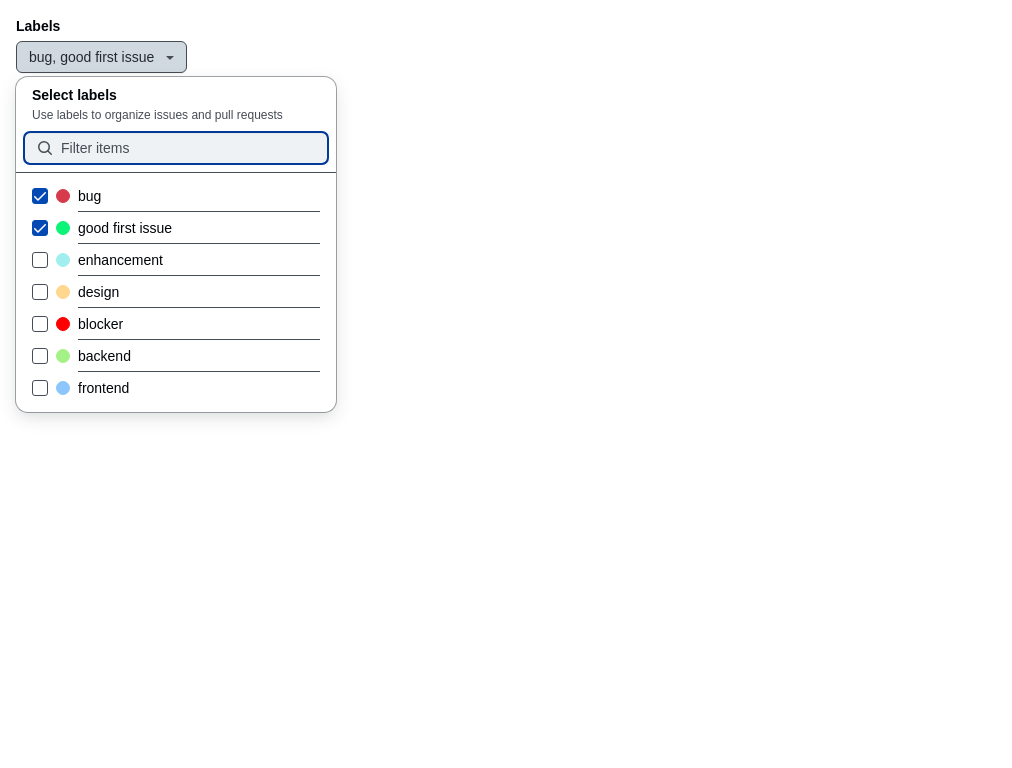 Labels
bug, good first issue
Select labels
Use labels to organize issues and pull requests
Filter items
bug
good first issue
enhancement
design
blocker
backend
frontend